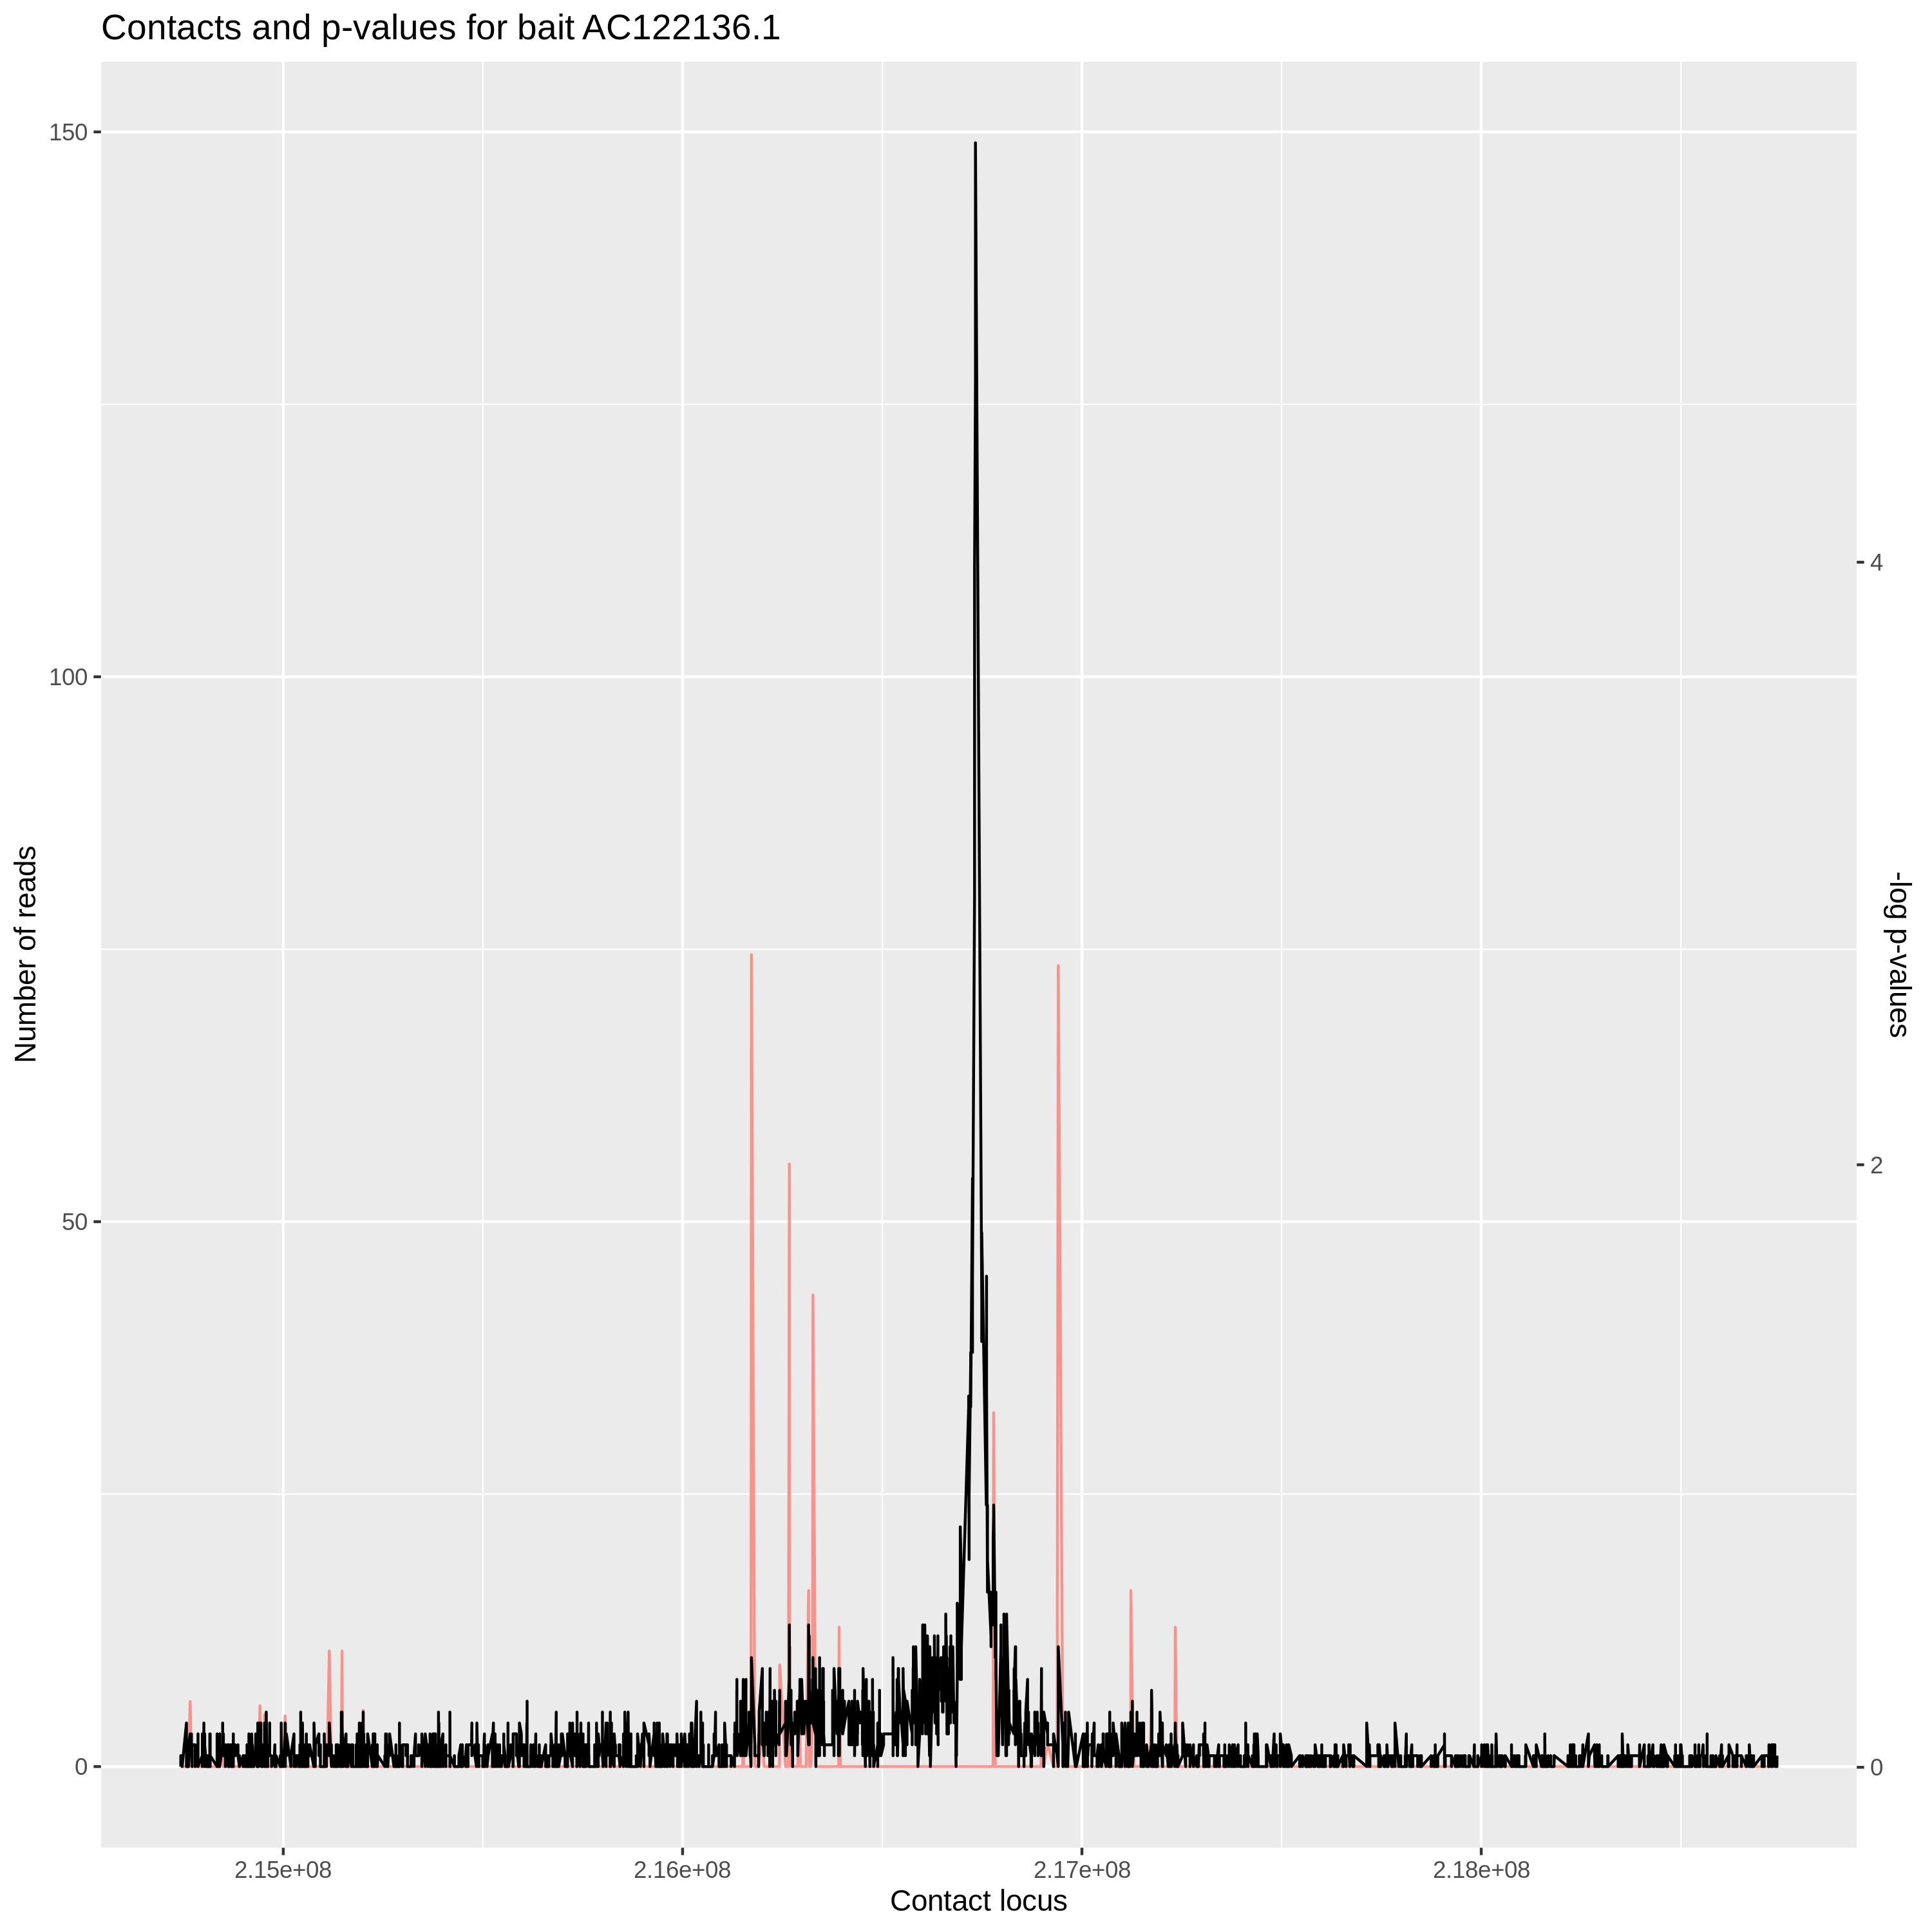 Contacts and p-values for bait AC122136.1
150
100
50
0
Number of reads
4
2
0
-log p-values
2.15e+08
2.16e+08
2.17e+08
2.18e+08
Contact locus